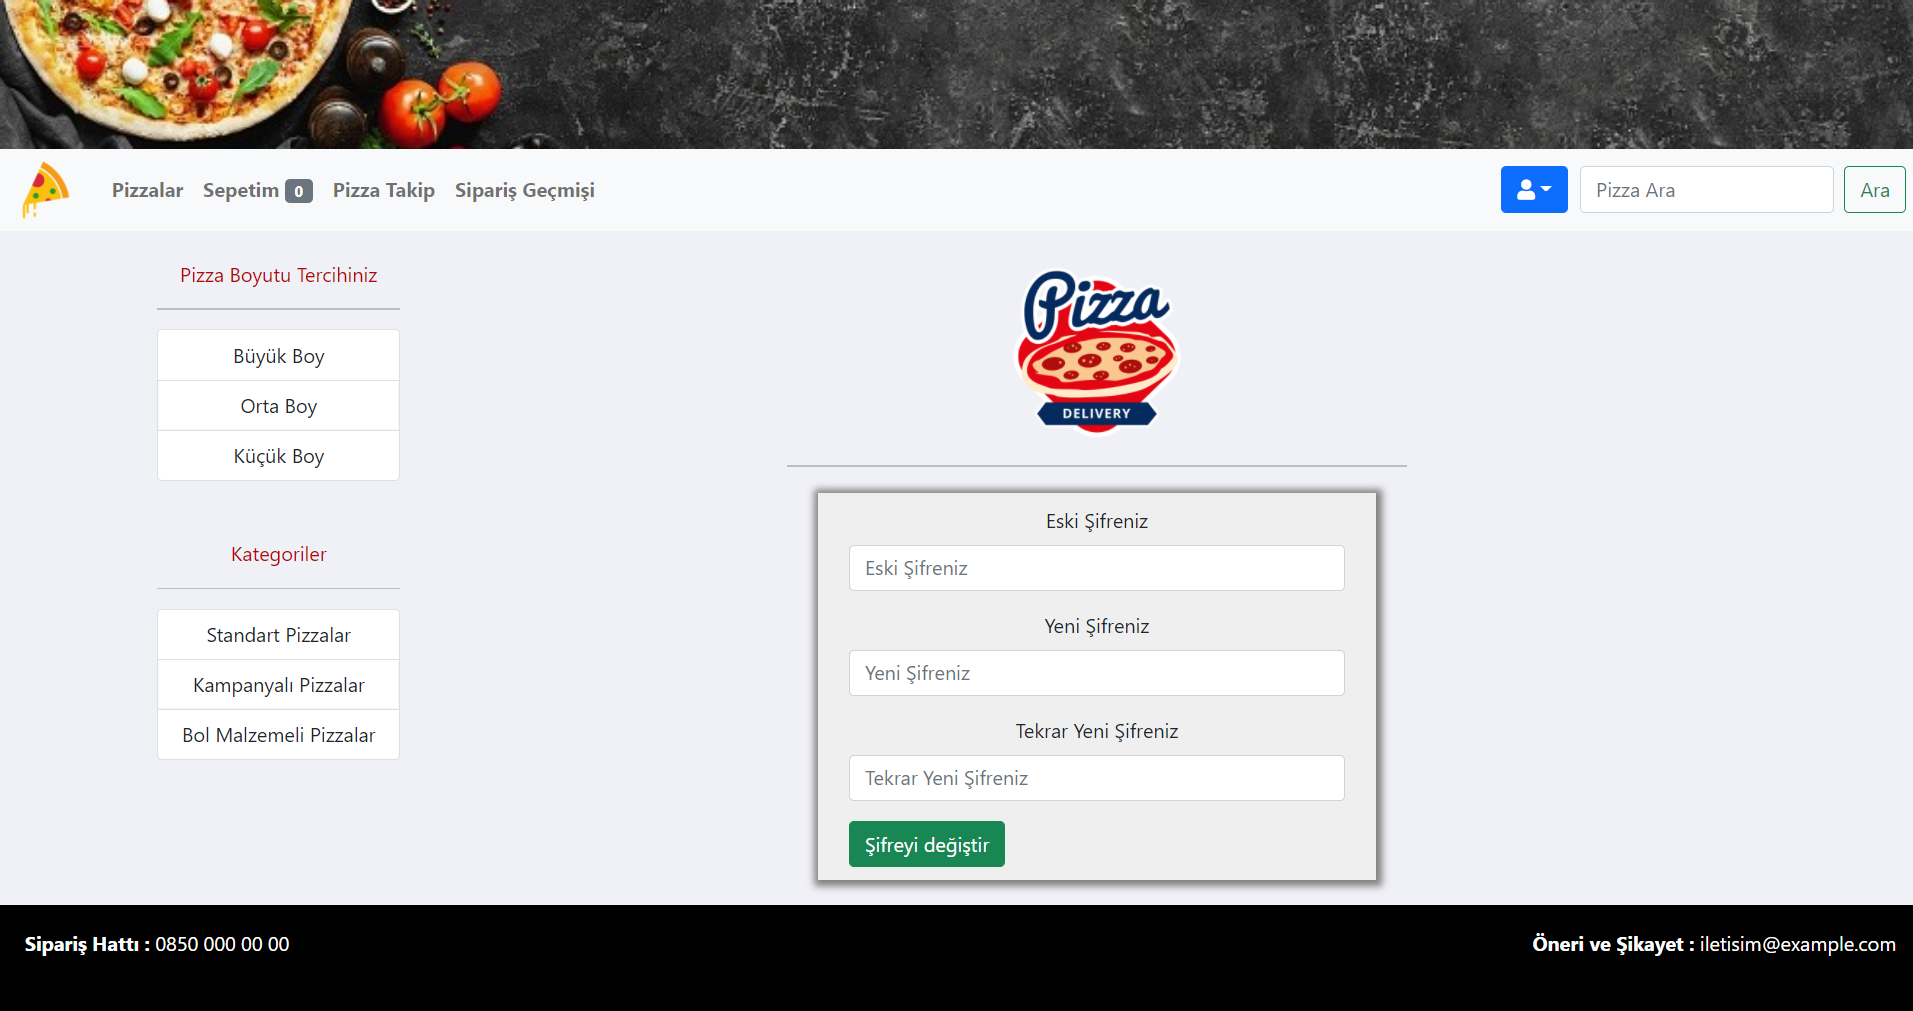 Pizzalar Sepetim 0 Pizza Takip Sipariş Geçmişi Pizza Ara Ara
Pizza Boyutu Tercihiniz
Büyük Boy
Orta Boy
Küçük Boy
Kategoriler
Standart Pizzalar
Kampanyalı Pizzalar
Bol Malzemeli Pizzalar
Pizza
DELIVERY
Eski Şifreniz
Eski Şifreniz
Yeni Şifreniz
Yeni Şifreniz
Tekrar Yeni Şifreniz
Tekrar Yeni Şifreniz
Şifreyi değiştir
Sipariş Hattı : 0850 000 00 00
Öneri ve Şikayet : iletisim@example.com